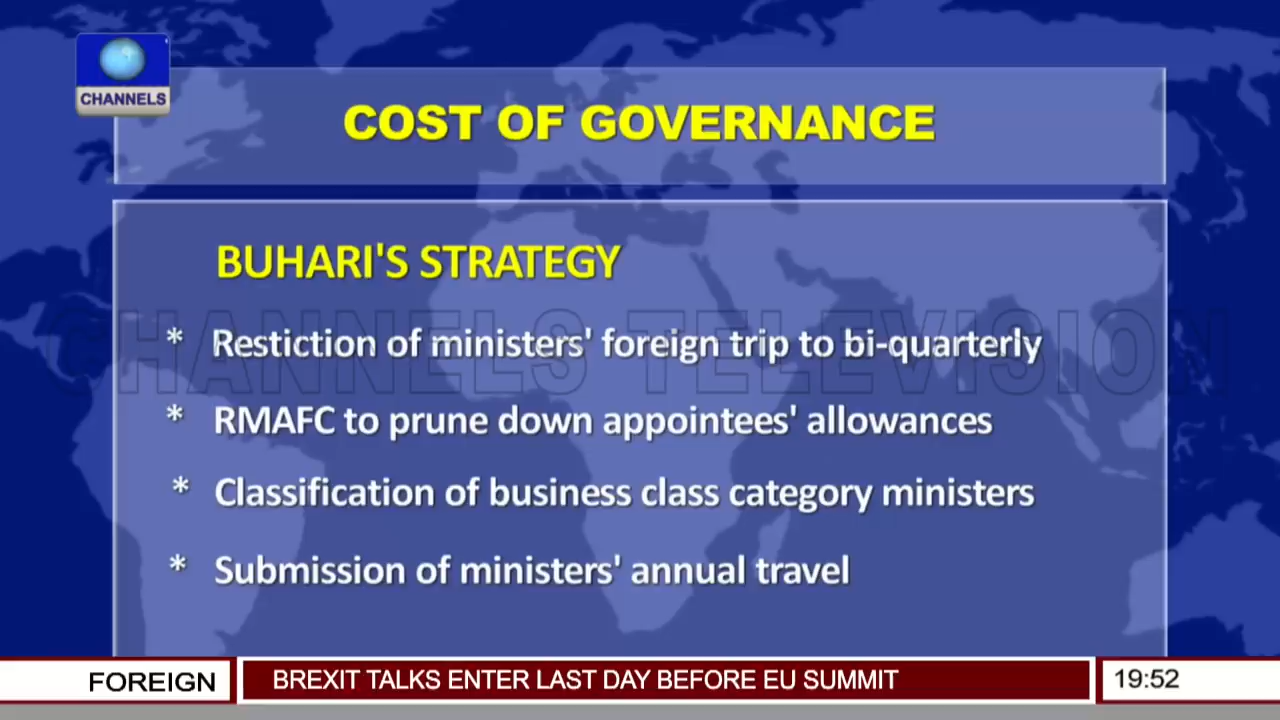 CHANNELS
COST OF GOVERNANCE
BUHARI'S STRATEGY
* Restiction of ministers' foreign trip to bi-quarterly
CHANNELS TELEVISION
* RMAFC to prune down appointees' allowances
* Classification of business class category ministers
* Submission of ministers' annual travel
FOREIGN
BREXIT TALKS ENTER LAST DAY BEFORE EU SUMMIT
19:52